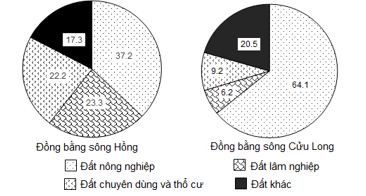 17.3
37.2
22.2
23.3
20.5
9.2
6.2
64.1
Đồng bằng sông Hồng
Đồng bằng sông Cửu Long
Đất nông nghiệp
Đất lâm nghiệp
Đất chuyên dùng và thổ cư
Đất khác